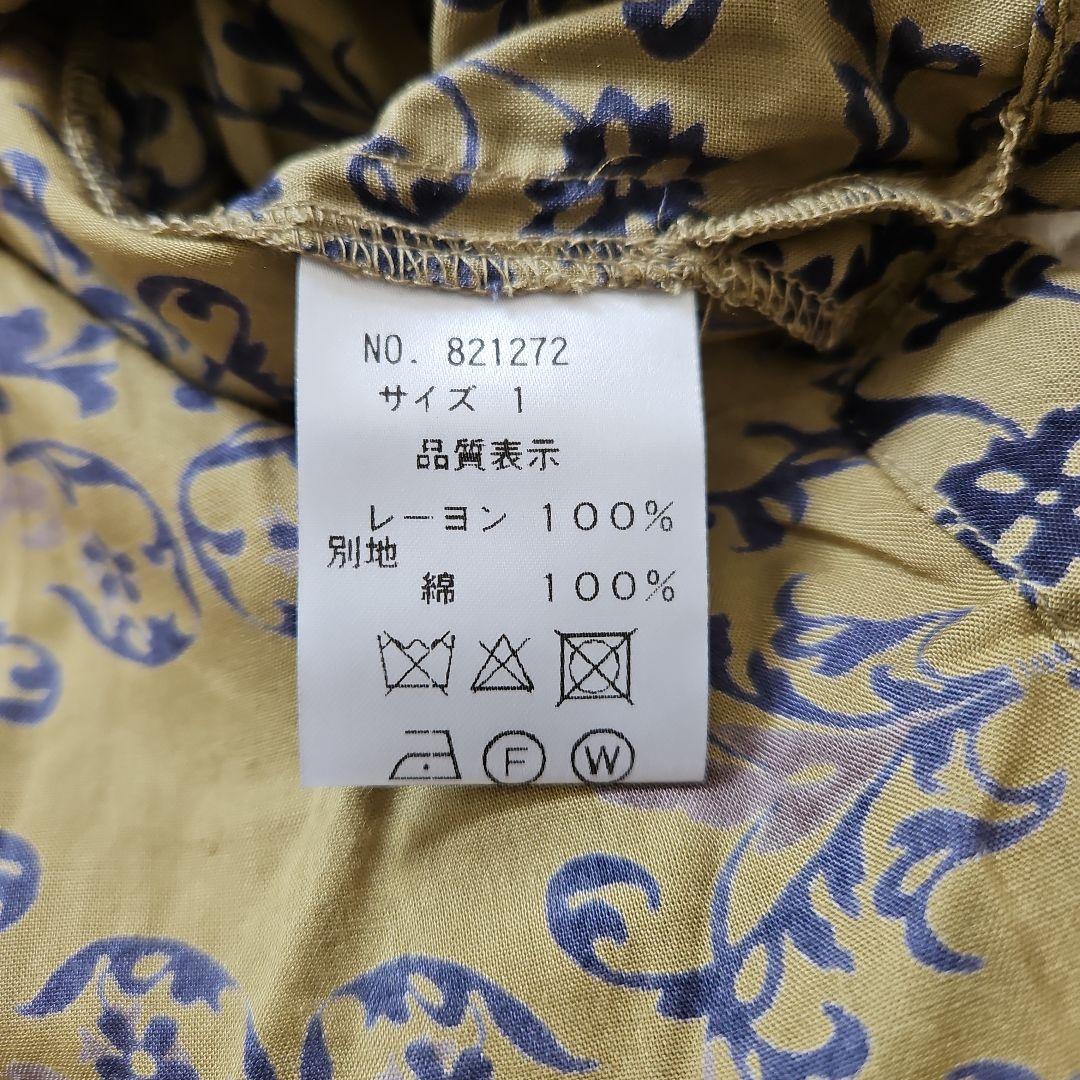 NO. 821272
サイズ 1
品質表示
レーヨン 100%
別地
綿 100%
F W